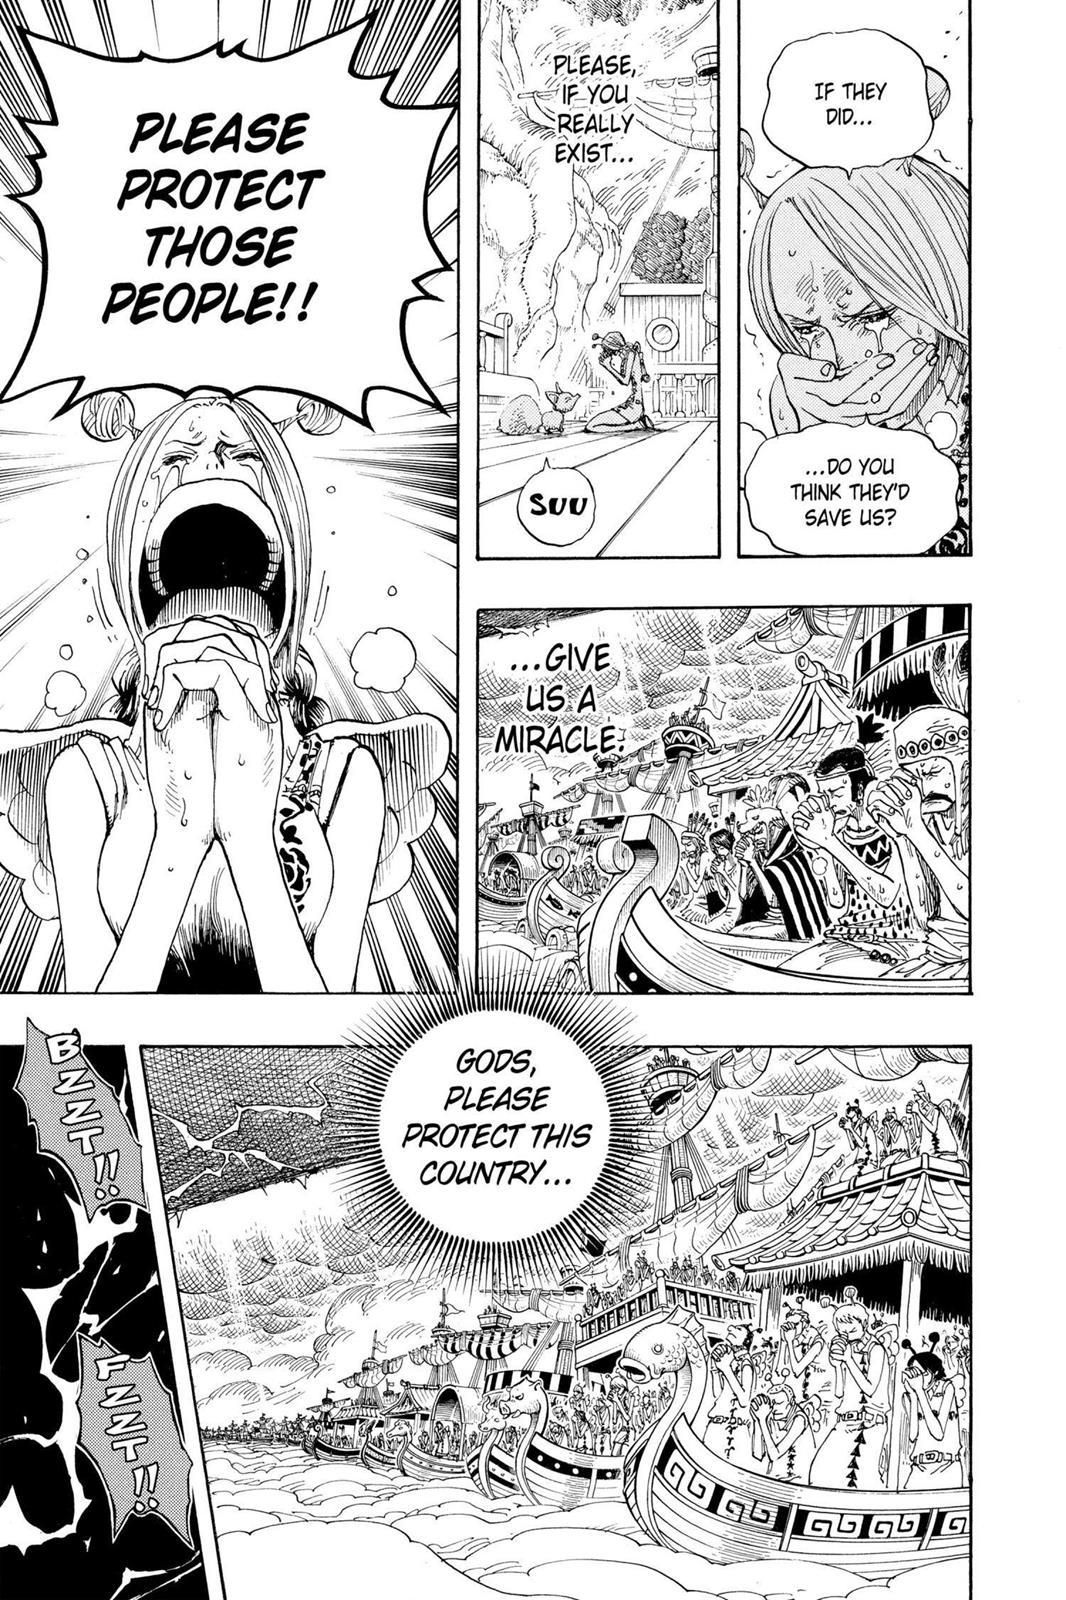 IF THEY
DID...
...DO YOU
THINK THEY'D
SAVE US?
PLEASE,
IF YOU
REALLY
EXIST...
SUU
PLEASE
PROTECT
THOSE
PEOPLE!!
...GIVE
US A
MIRACLE.
GODS,
PLEASE
PROTECT THIS
COUNTRY...
BZZT!!
FZZT!!